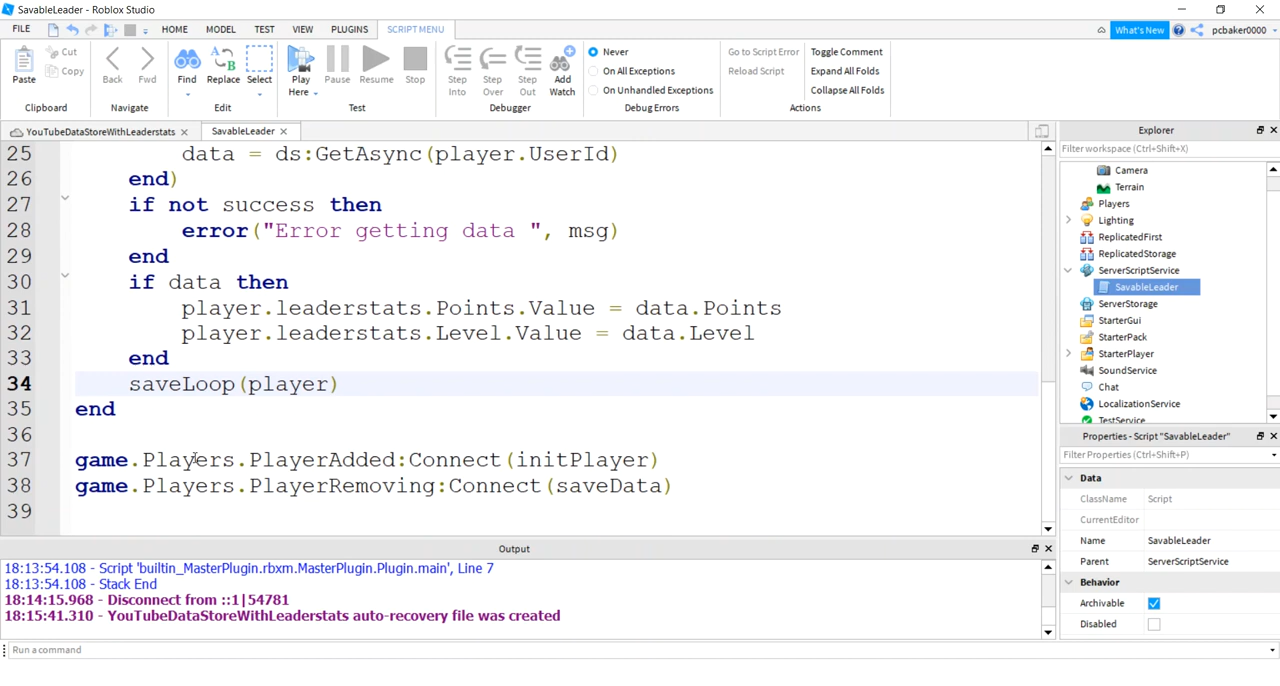 SavableLeader - Roblox Studio
FILE HOME MODEL TEST VIEW PLUGINS SCRIPT MENU What's New pcbaker0000
Paste Cut Copy Back Fwd Find Replace Select Play Here Pause Resume Stop Step Into Step Over Step Out Add Watch Never On All Exceptions On Unhandled Exceptions Go to Script Error Reload Script Toggle Comment Expand All Folds Collapse All Folds
Clipboard Navigate Edit Test Debugger Debug Errors Actions
YouTubeDataStoreWithLeaderstats SavableLeader
25 data = ds:GetAsync(player.UserId)
26 end)
27 if not success then
28 error("Error getting data ", msg)
29 end
30 if data then
31 player.leaderstats.Points.Value = data.Points
32 player.leaderstats.Level.Value = data.Level
33 end
34 saveLoop(player)
35 end
36
37 game.Players.PlayerAdded:Connect(initPlayer)
38 game.Players.PlayerRemoving:Connect(saveData)
39
Output
18:13:54.108 - Script 'builtin_MasterPlugin.rbxm.MasterPlugin.Plugin.main', Line 7
18:13:54.108 - Stack End
18:14:15.968 - Disconnect from ::1|54781
18:15:41.310 - YouTubeDataStoreWithLeaderstats auto-recovery file was created
Run a command
Explorer
Filter workspace (Ctrl+Shift+X)
Camera
Terrain
Players
Lighting
ReplicatedFirst
ReplicatedStorage
ServerScriptService
SavableLeader
ServerStorage
StarterGui
StarterPack
StarterPlayer
SoundService
Chat
LocalizationService
TestService
Properties - Script "SavableLeader"
Filter Properties (Ctrl+Shift+P)
Data
ClassName Script
CurrentEditor
Name SavableLeader
Parent ServerScriptService
Behavior
Archivable
Disabled